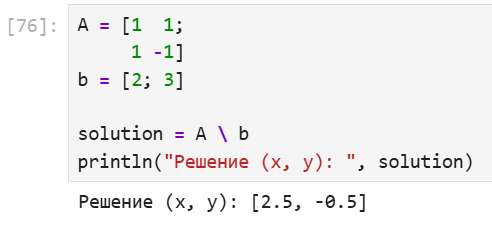 [76]: A = [1  1;
     1 -1]
b = [2; 3]
solution = A \ b
println("Решение (x, y): ", solution)
Решение (x, y): [2.5, -0.5]